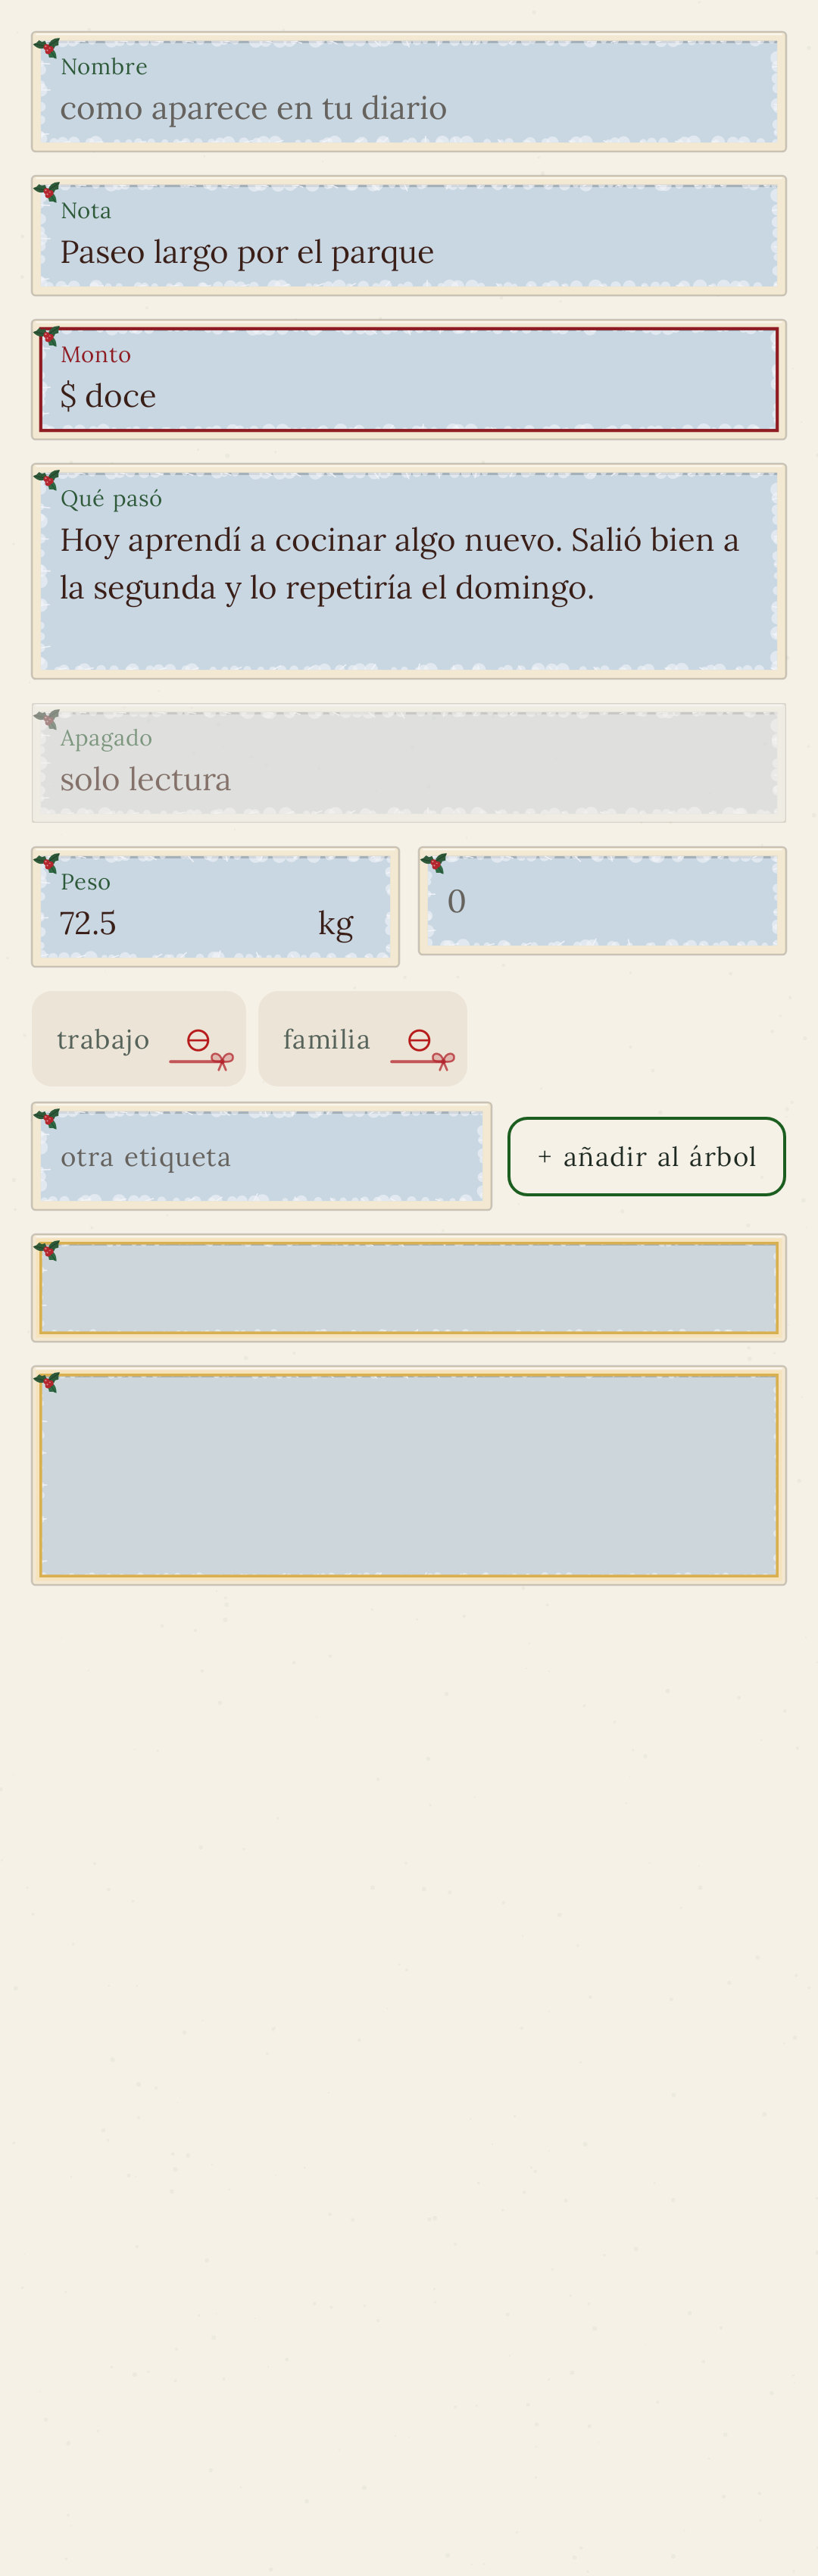 Nombre
como aparece en tu diario
Nota
Paseo largo por el parque
Monto
$ doce
Qué pasó
Hoy aprendí a cocinar algo nuevo. Salió bien a
la segunda y lo repetiría el domingo.
Apagado
solo lectura
Peso
72.5 kg
0
trabajo
familia
otra etiqueta
+ añadir al árbol